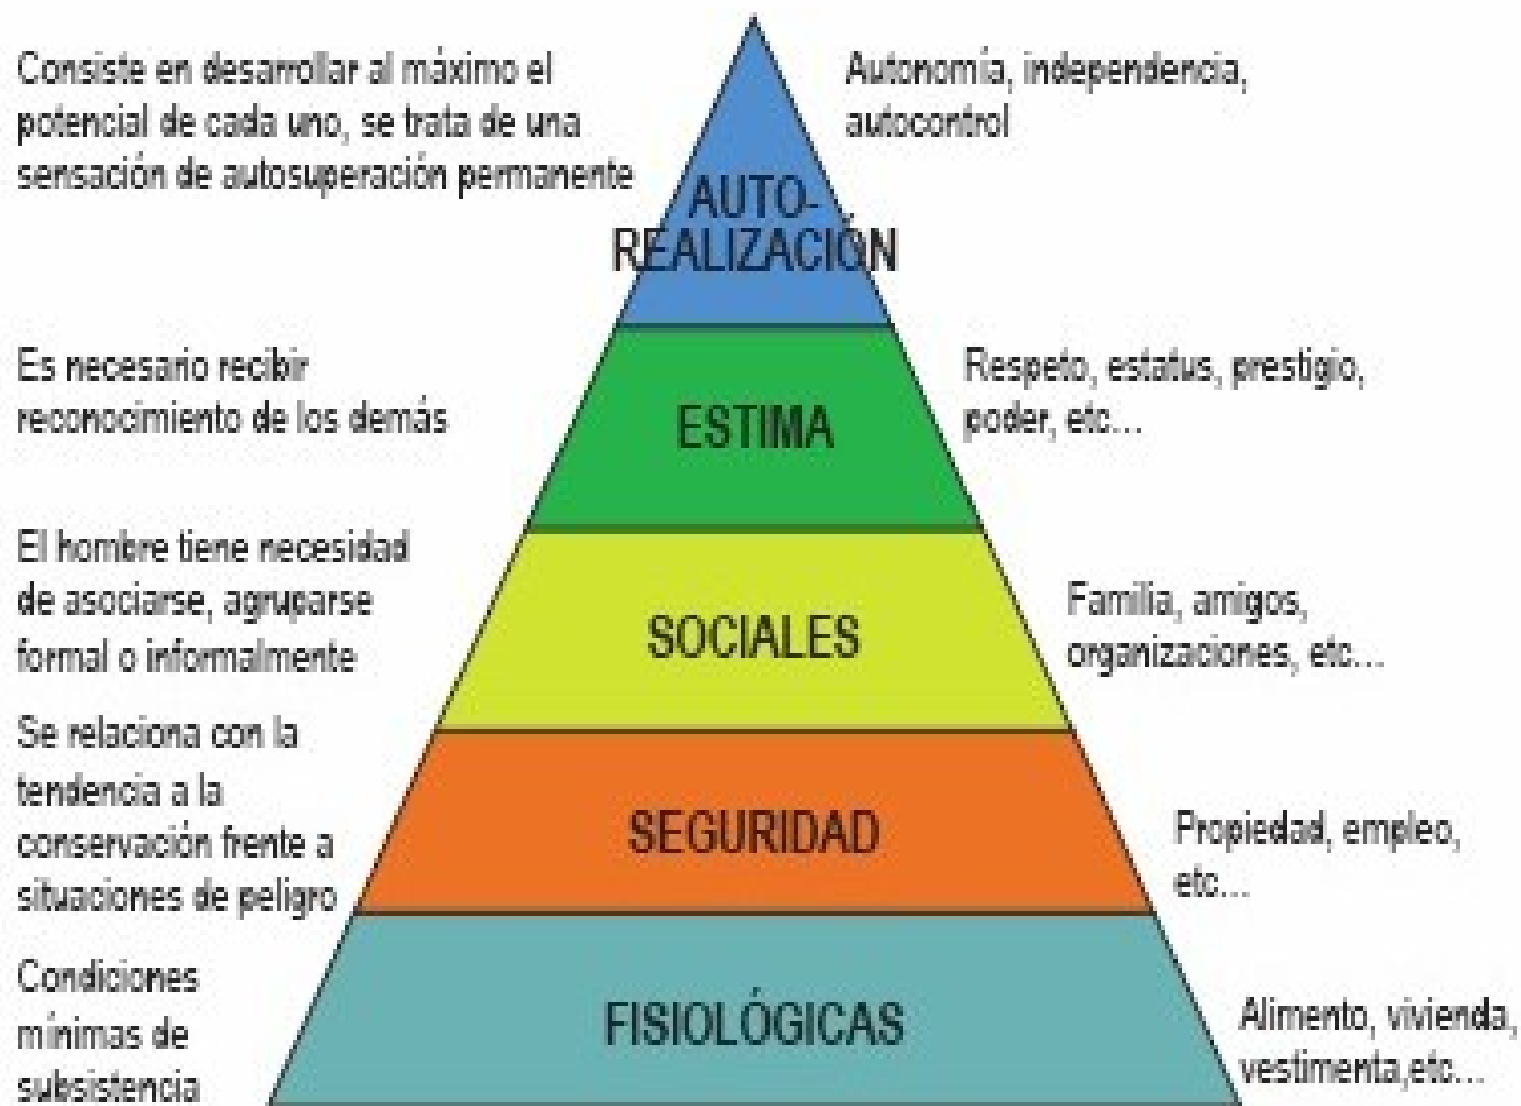 Consiste en desarrollar al máximo el
potencial de cada uno, se trata de una
sensación de autosuperación permanente
Autonomía, independencia,
autocontrol
AUTO-
REALIZACIÓN
Es necesario recibir
reconocimiento de los demás
ESTIMA
Respeto, estatus, prestigio,
poder, etc...
El hombre tiene necesidad
de asociarse, agruparse
formal o informalmente
SOCIALES
Familia, amigos,
organizaciones, etc...
Se relaciona con la
tendencia a la
conservación frente a
situaciones de peligro
SEGURIDAD
Propiedad, empleo,
etc...
Condiciones
mínimas de
subsistencia
FISIOLÓGICAS
Alimento, vivienda,
vestimenta,etc...